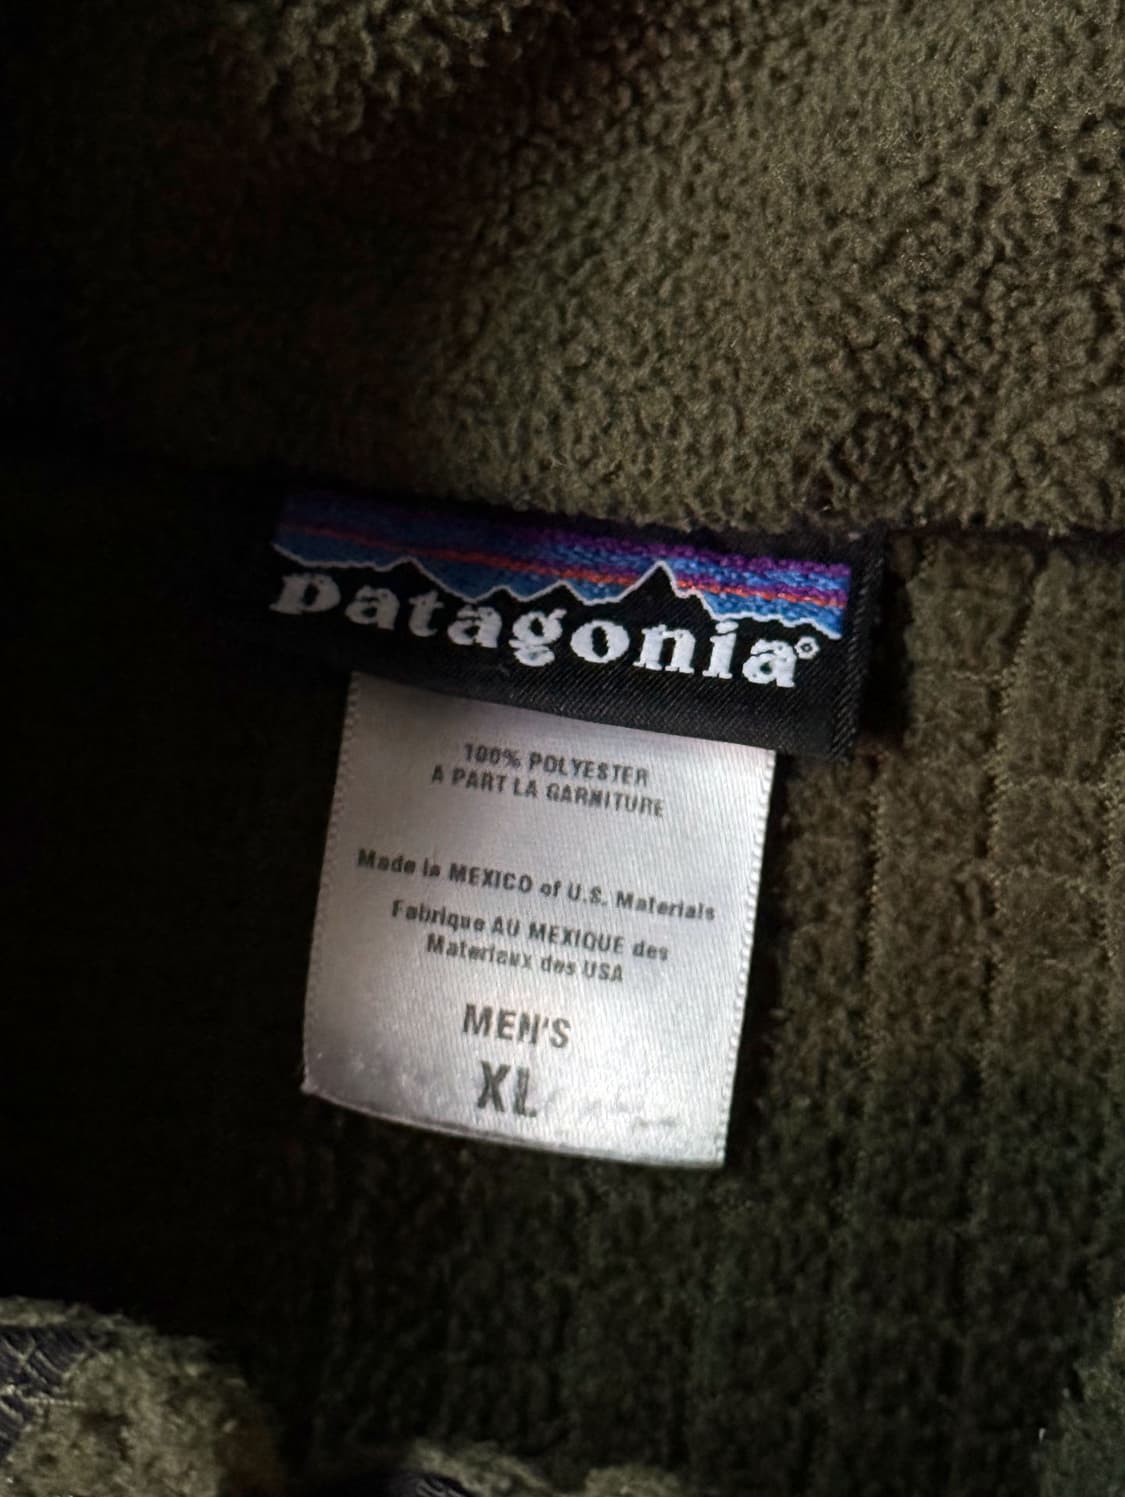 patagonia®
100% POLYESTER
A PART LA GARNITURE
Made in MEXICO of U.S. Materials
Fabrique AU MEXIQUE des
Materiaux des USA
MEN'S
XL